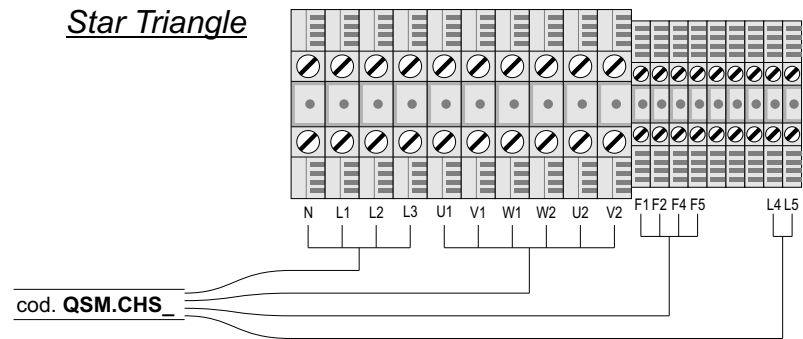 Star Triangle
N L1 L2 L3 U1 V1 W1 W2 U2 V2 F1 F2 F4 F5 L4 L5
cod. QSM.CHS_